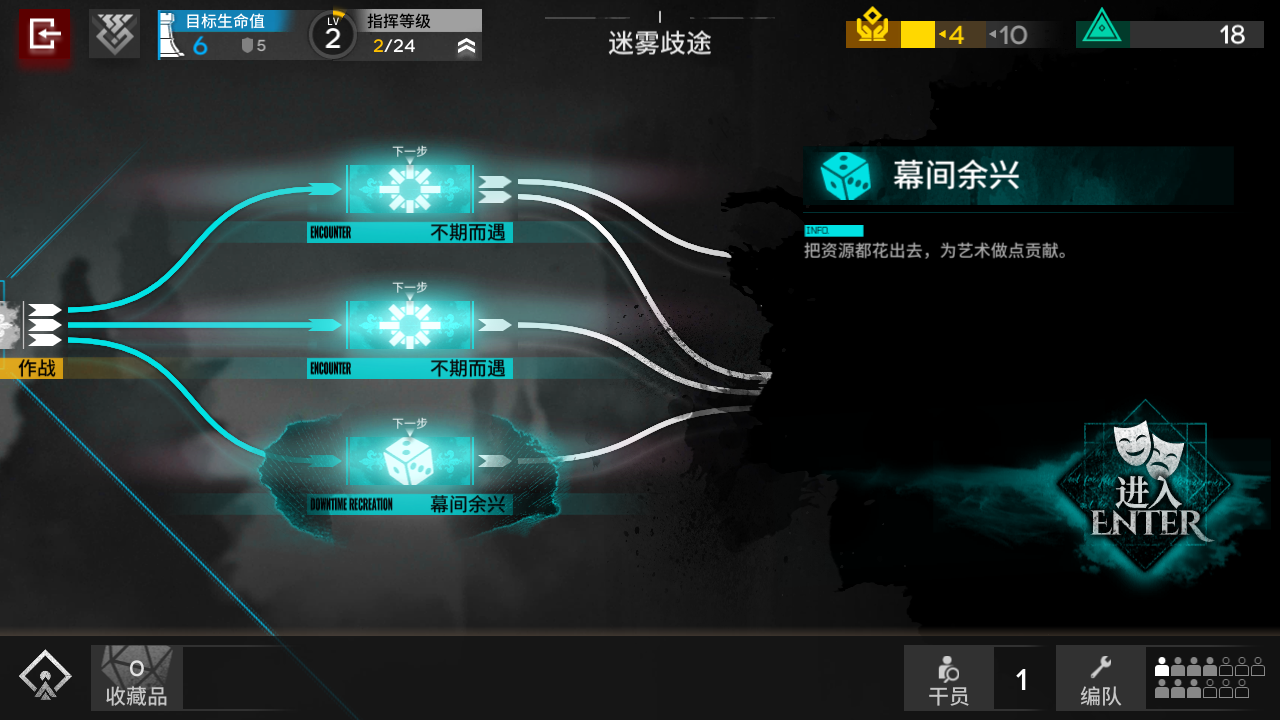 目标生命值
6
5
LV
2
指挥等级
2/24
迷雾歧途
4
10
18
下一步
ENCOUNTER 不期而遇
下一步
ENCOUNTER 不期而遇
作战
下一步
DOWNTIME RECREATION 幕间余兴
幕间余兴
INFO.
把资源都花出去，为艺术做点贡献。
进入
ENTER
0
收藏品
干员
1
编队